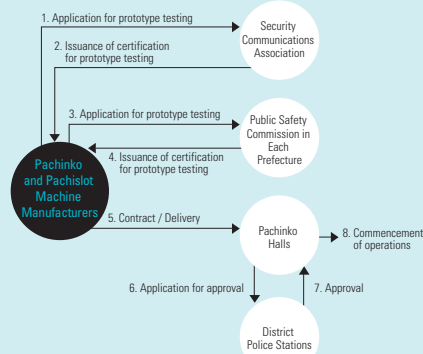 1. Application for prototype testing
Security
Communications
Association
2. Issuance of certification
for prototype testing
3. Application for prototype testing
Public Safety
Commission in
Each
Prefecture
4. Issuance of certification
for prototype testing
Pachinko
and Pachislot
Machine
Manufacturers
5. Contract / Delivery
Pachinko
Halls
8. Commencement
of operations
6. Application for approval
7. Approval
District
Police Stations